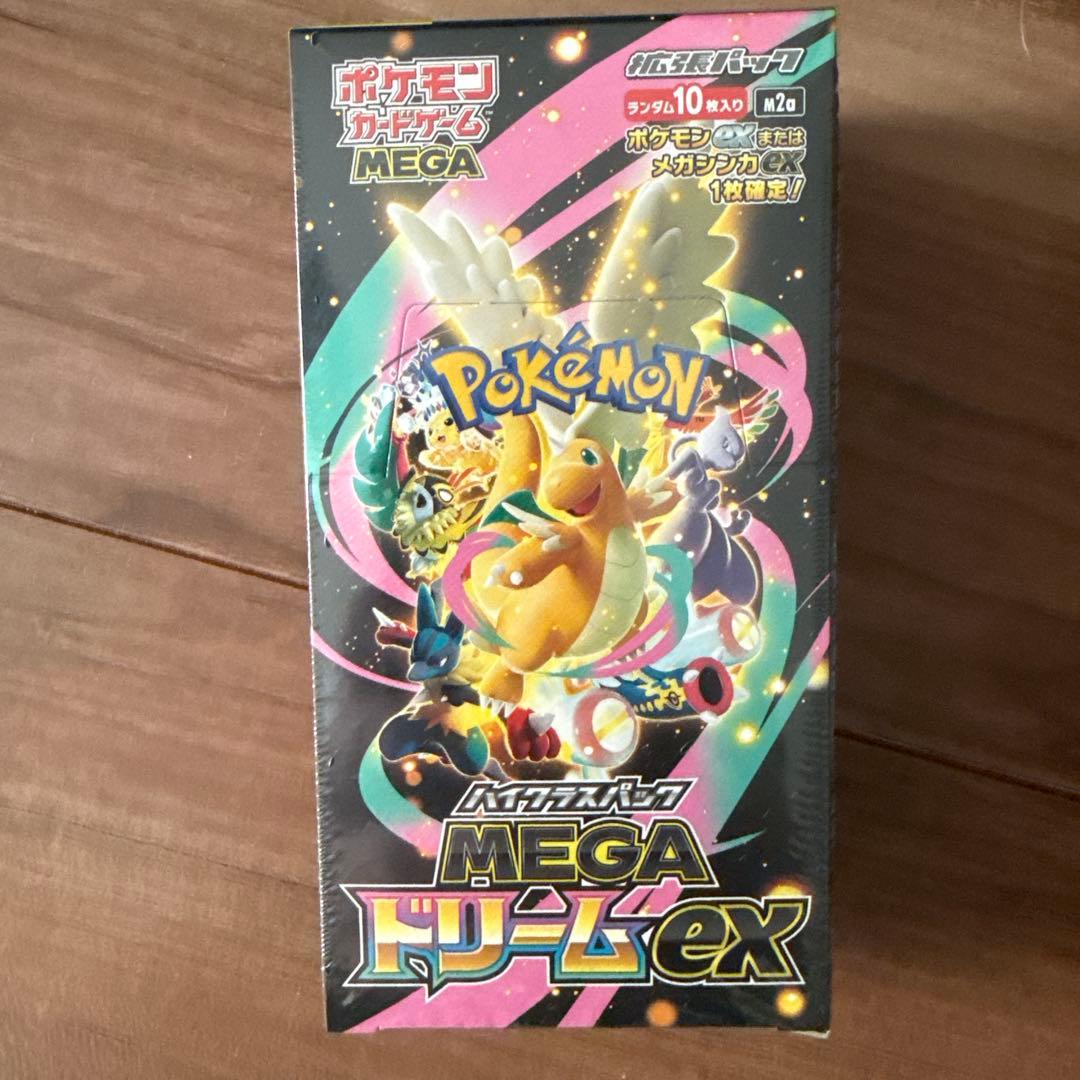 ポケモン
カードゲーム
MEGA
拡張パック
ランダム10枚入り M2a
ポケモンexまたは
メガシンカex
1枚確定!
POKéMON
ハイクラスパック
MEGA
ドリームex